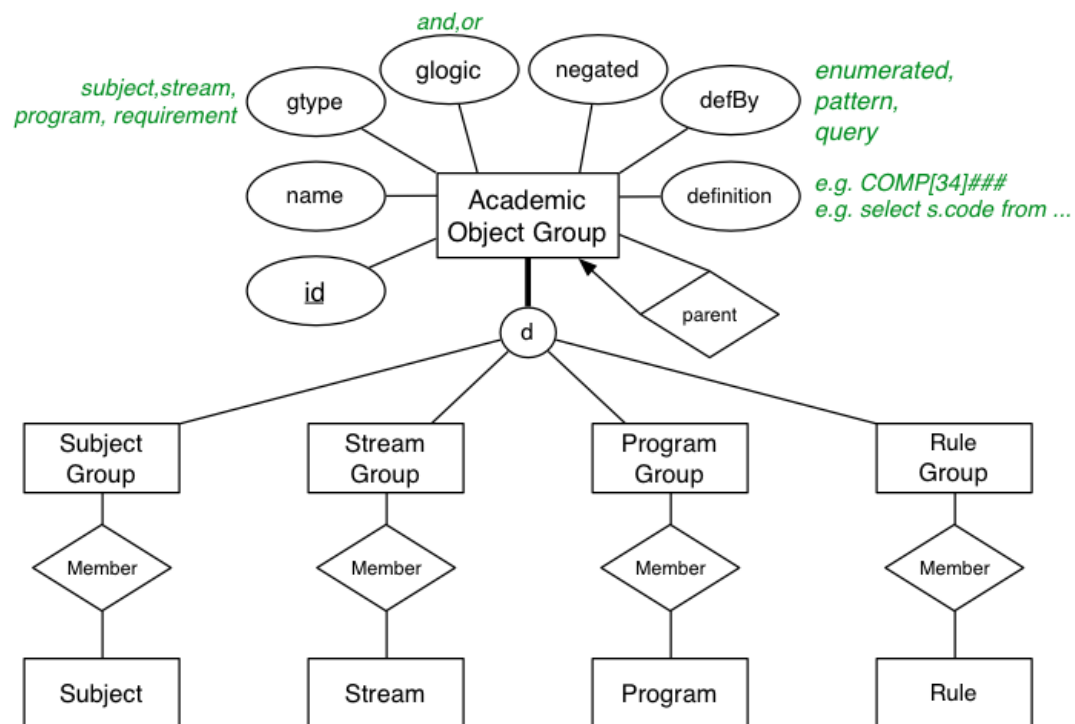 and,or
glogic
negated
subject,stream,
program, requirement
gtype
defBy
enumerated,
pattern,
query
name
Academic
Object Group
definition
e.g. COMP[34]###
e.g. select s.code from ...
id
parent
d
Subject
Group
Stream
Group
Program
Group
Rule
Group
Member
Member
Member
Member
Subject
Stream
Program
Rule